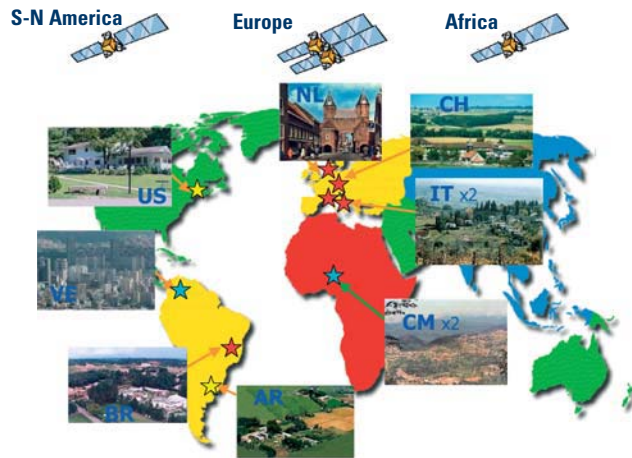 S-N America
Europe
Africa
NL
CH
US
IT x2
VE
CM x2
BR
AR